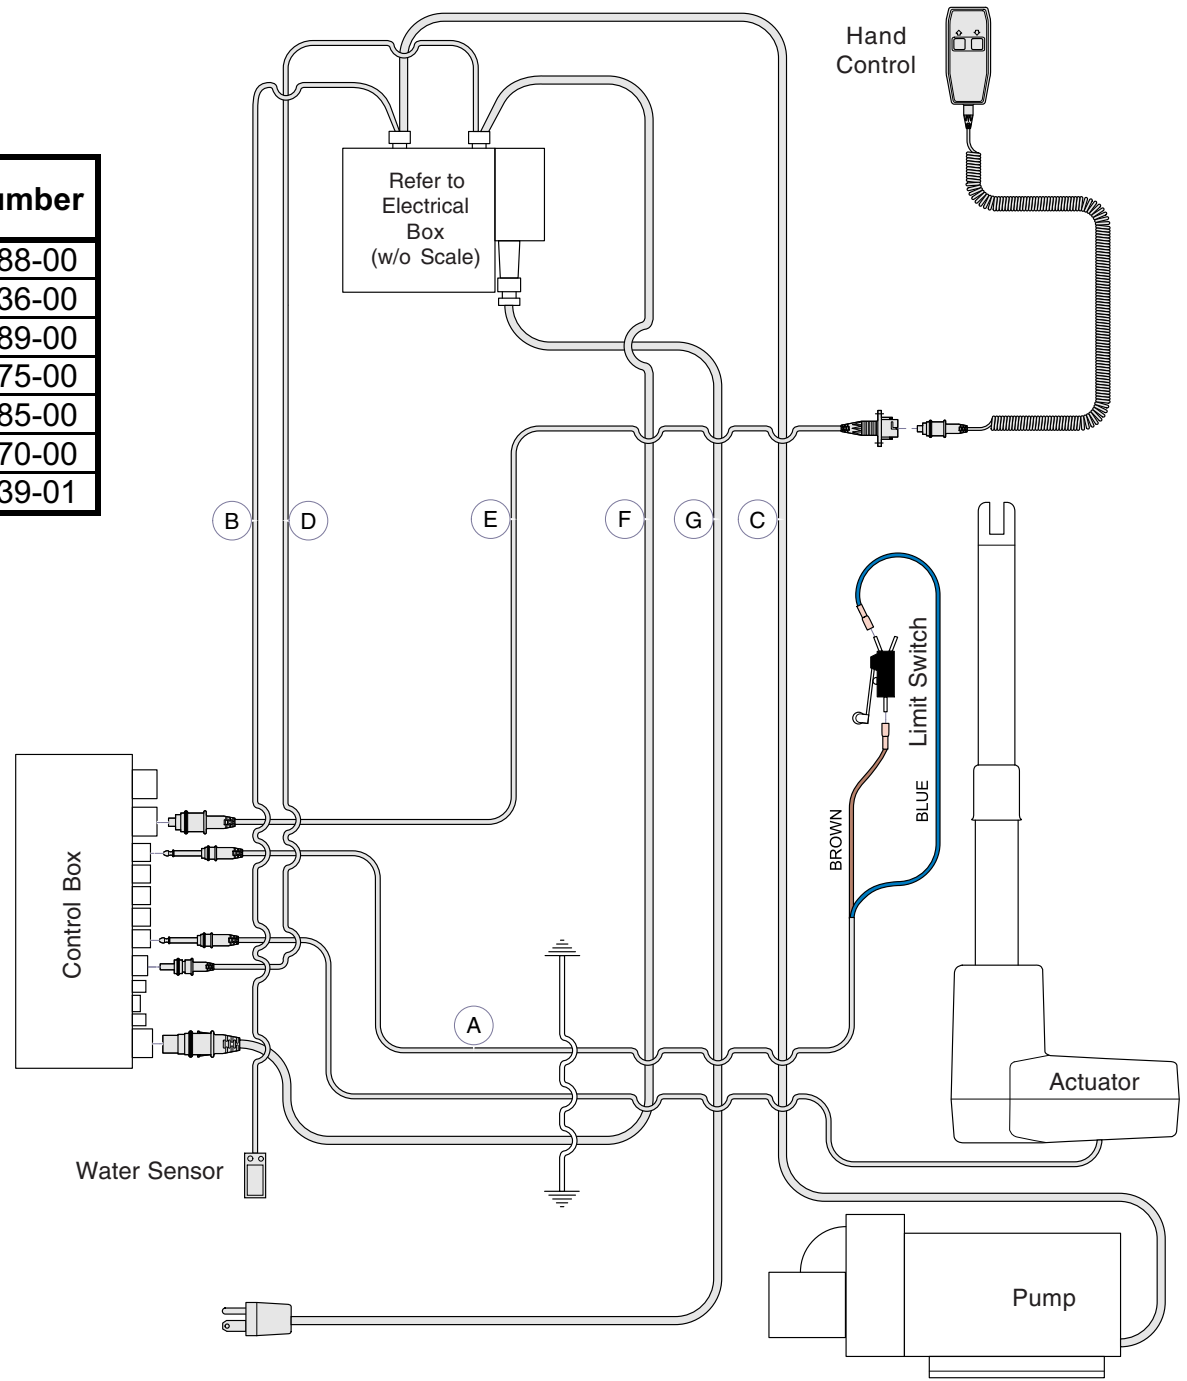 Hand
Control
umber
88-00
36-00
89-00
75-00
85-00
70-00
39-01
Refer to
Electrical
Box
(w/o Scale)
B
D
E
F
G
C
Limit Switch
BLUE
BROWN
Control Box
A
Actuator
Water Sensor
Pump